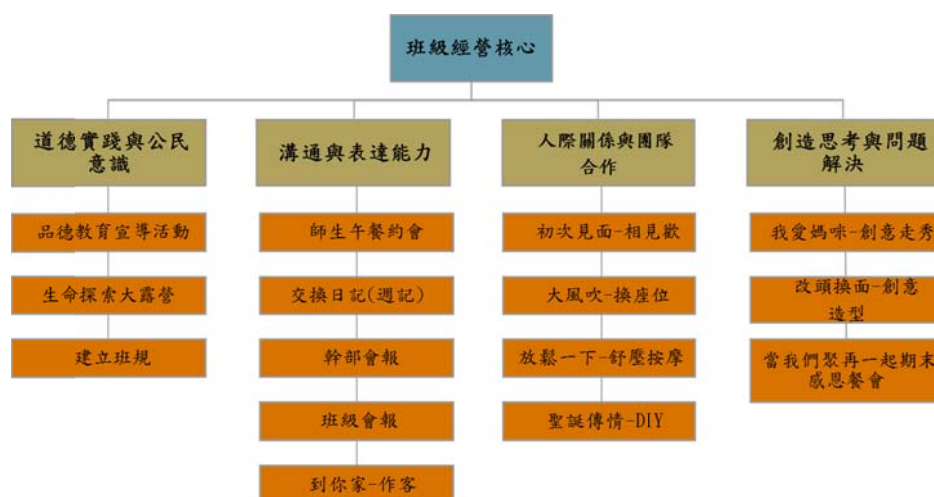 班級經營核心
道德實踐與公民
意識
品德教育宣導活動
生命探索大露營
建立班規
溝通與表達能力
師生午餐約會
交換日記(週記)
幹部會報
班級會報
到你家-作客
人際關係與團隊
合作
初次見面-相見歡
大風吹-換座位
放鬆一下-舒壓按摩
聖誕傳情-DIY
創造思考與問題
解決
我愛媽咪-創意走秀
改頭換面-創意
造型
當我們聚再一起期末
感恩餐會